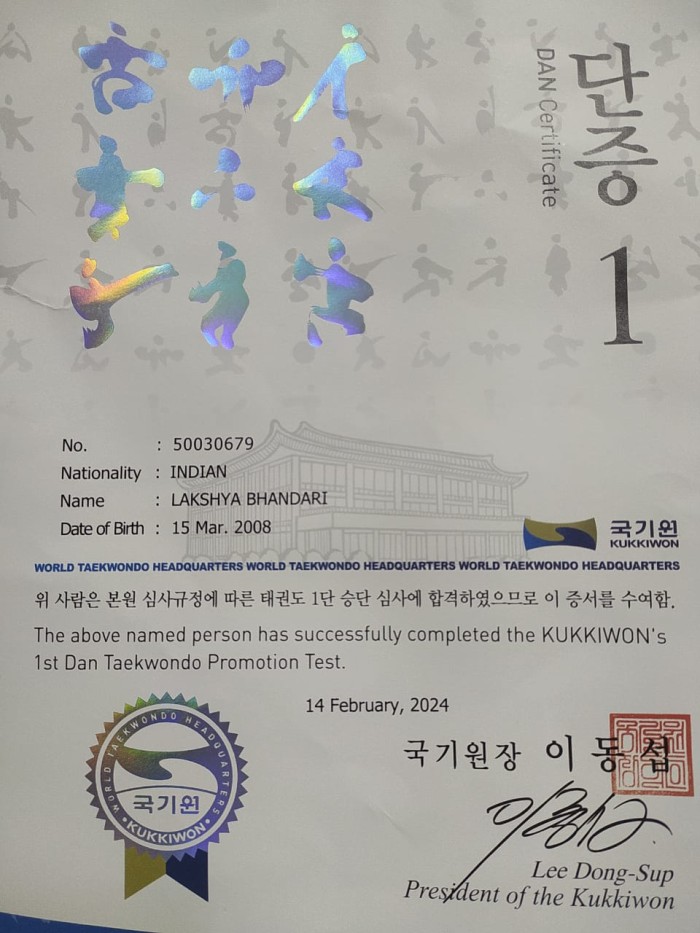 단증
DAN Certificate
1
No. : 50030679
Nationality : INDIAN
Name : LAKSHYA BHANDARI
Date of Birth : 15 Mar. 2008
국기원
KUKKIWON
WORLD TAEKWONDO HEADQUARTERS WORLD TAEKWONDO HEADQUARTERS WORLD TAEKWONDO HEADQUARTERS
위 사람은 본원 심사규정에 따른 태권도 1단 승단 심사에 합격하였으므로 이 증서를 수여함.
The above named person has successfully completed the KUKKIWON's
1st Dan Taekwondo Promotion Test.
14 February, 2024
국기원장 이동섭
WORLD TAEKWONDO HEADQUARTERS
국기원
•KUKKIWON•
Lee Dong-Sup
President of the Kukkiwon